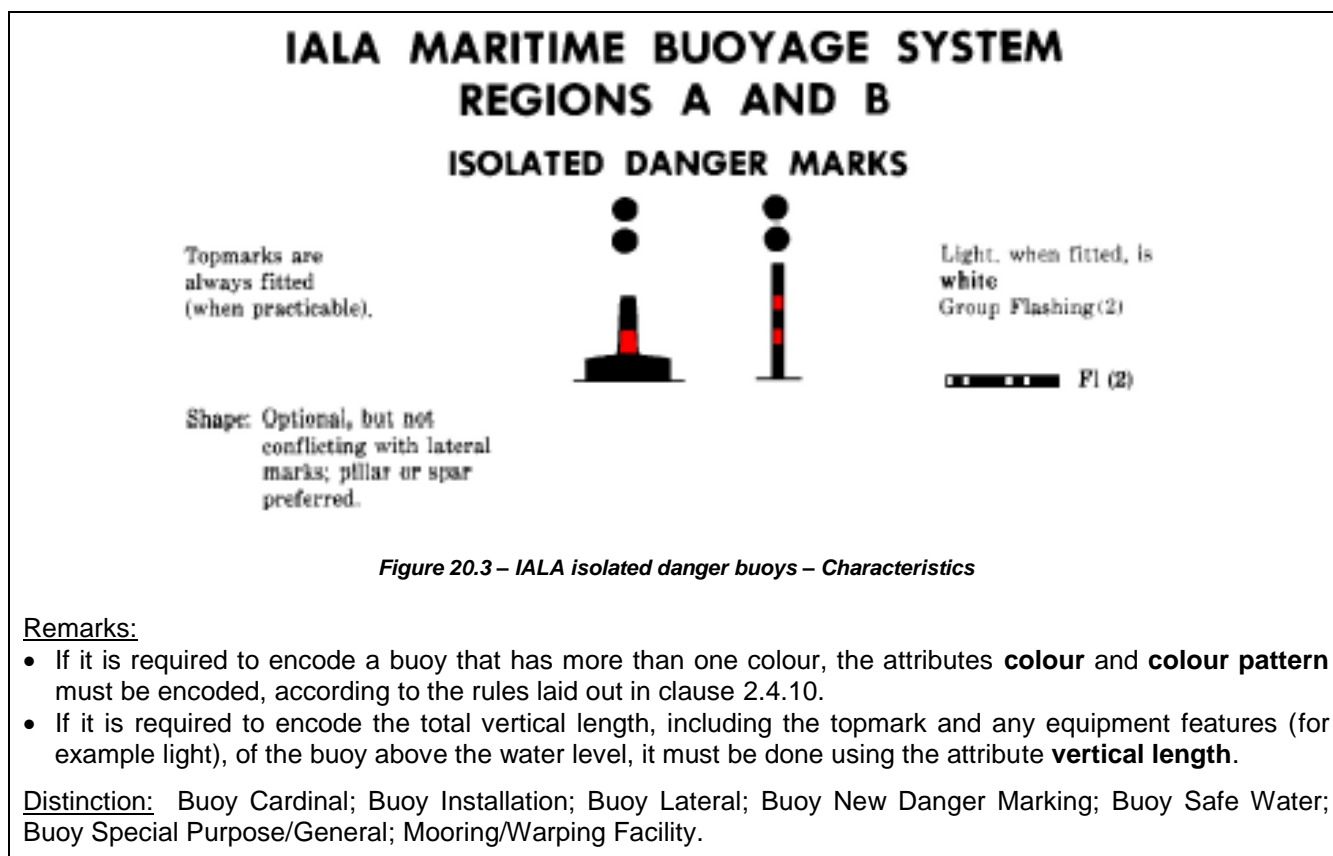 IALA MARITIME BUOYAGE SYSTEM
REGIONS A AND B
ISOLATED DANGER MARKS
Topmarks are
always fitted
(when practicable).
Light, when fitted, is
white
Group Flashing(2)
Fl (2)
Shape: Optional, but not
conflicting with lateral
marks; pillar or spar
preferred.
Figure 20.3 – IALA isolated danger buoys – Characteristics
Remarks:
• If it is required to encode a buoy that has more than one colour, the attributes colour and colour pattern
must be encoded, according to the rules laid out in clause 2.4.10.
• If it is required to encode the total vertical length, including the topmark and any equipment features (for
example light), of the buoy above the water level, it must be done using the attribute vertical length.
Distinction: Buoy Cardinal; Buoy Installation; Buoy Lateral; Buoy New Danger Marking; Buoy Safe Water;
Buoy Special Purpose/General; Mooring/Warping Facility.